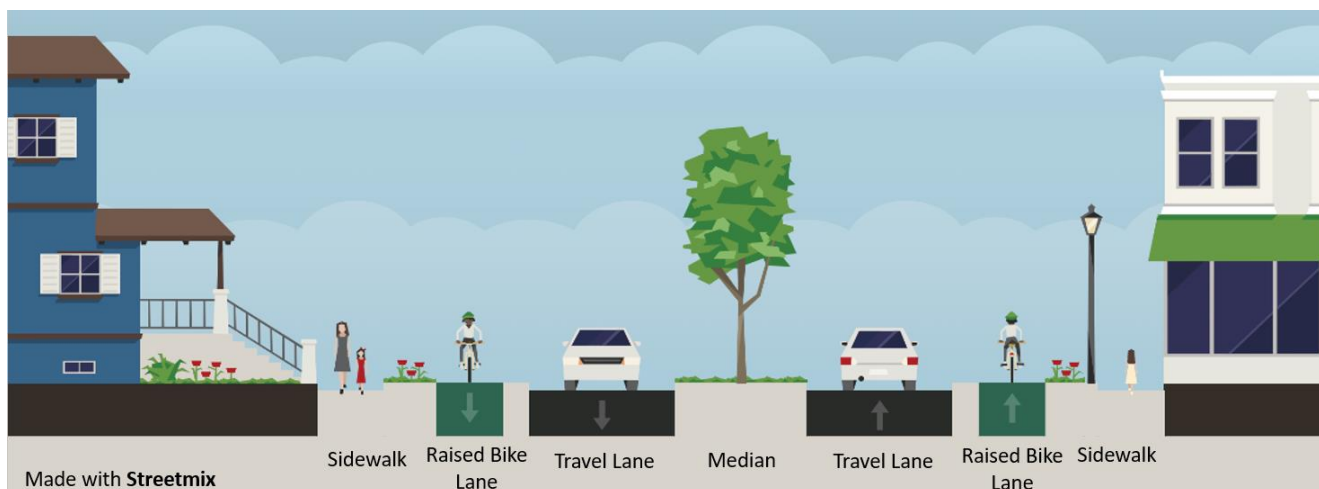 Sidewalk
Raised Bike
Lane
Travel Lane
Median
Travel Lane
Raised Bike
Lane
Sidewalk
Made with Streetmix